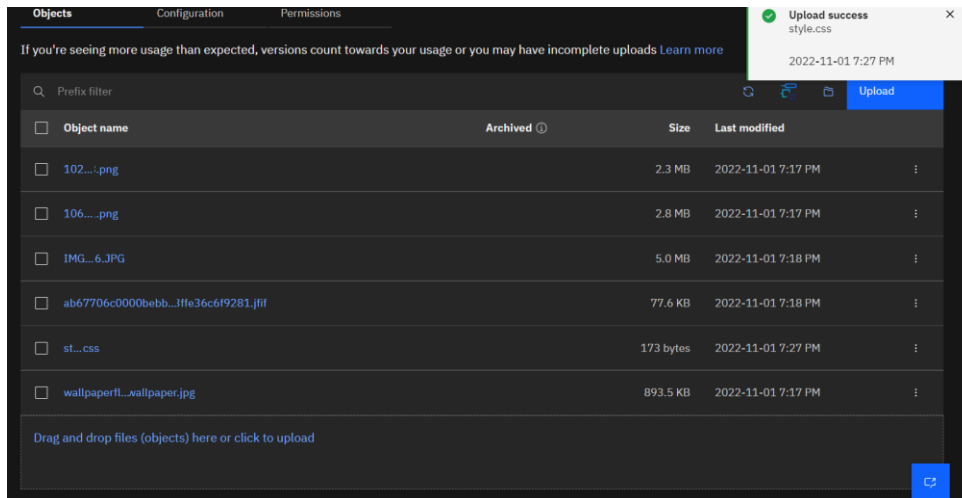 Objects
Configuration
Permissions
Upload success
style.css
2022-11-01 7:27 PM
If you're seeing more usage than expected, versions count towards your usage or you may have incomplete uploads Learn more
Prefix filter
Upload
Object name Archived Size Last modified
102...:.png 2.3 MB 2022-11-01 7:17 PM
106... ..png 2.8 MB 2022-11-01 7:17 PM
IMG...6.JPG 5.0 MB 2022-11-01 7:18 PM
ab67706c0000bebb...3ffe36c6f9281.jfif 77.6 KB 2022-11-01 7:18 PM
st...css 173 bytes 2022-11-01 7:27 PM
wallpaperfl...wallpaper.jpg 893.5 KB 2022-11-01 7:17 PM
Drag and drop files (objects) here or click to upload